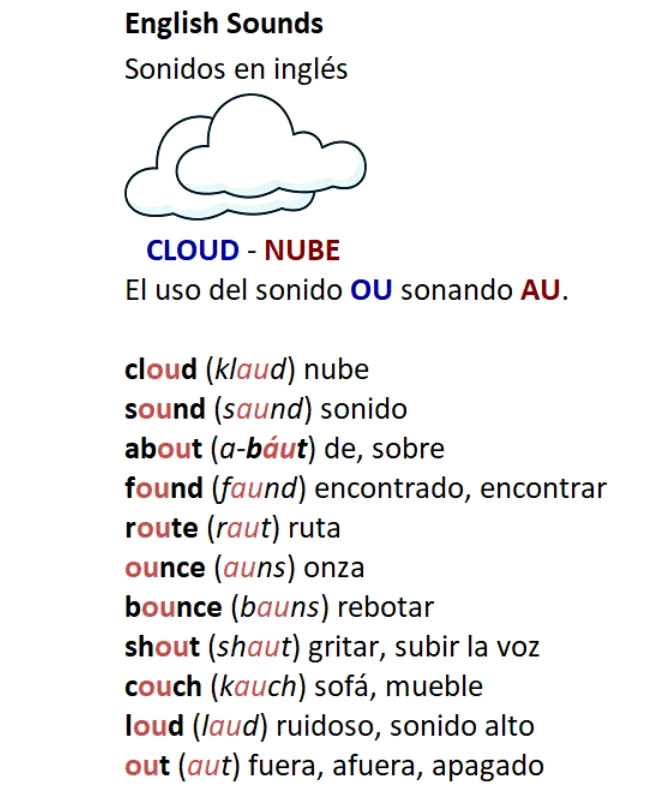 English Sounds
Sonidos en inglés
CLOUD - NUBE
El uso del sonido OU sonando AU.
cloud (klaud) nube
sound (saund) sonido
about (a-báut) de, sobre
found (faund) encontrado, encontrar
route (raut) ruta
ounce (auns) onza
bounce (bauns) rebotar
shout (shaut) gritar, subir la voz
couch (kauch) sofá, mueble
loud (laud) ruidoso, sonido alto
out (aut) fuera, afuera, apagado